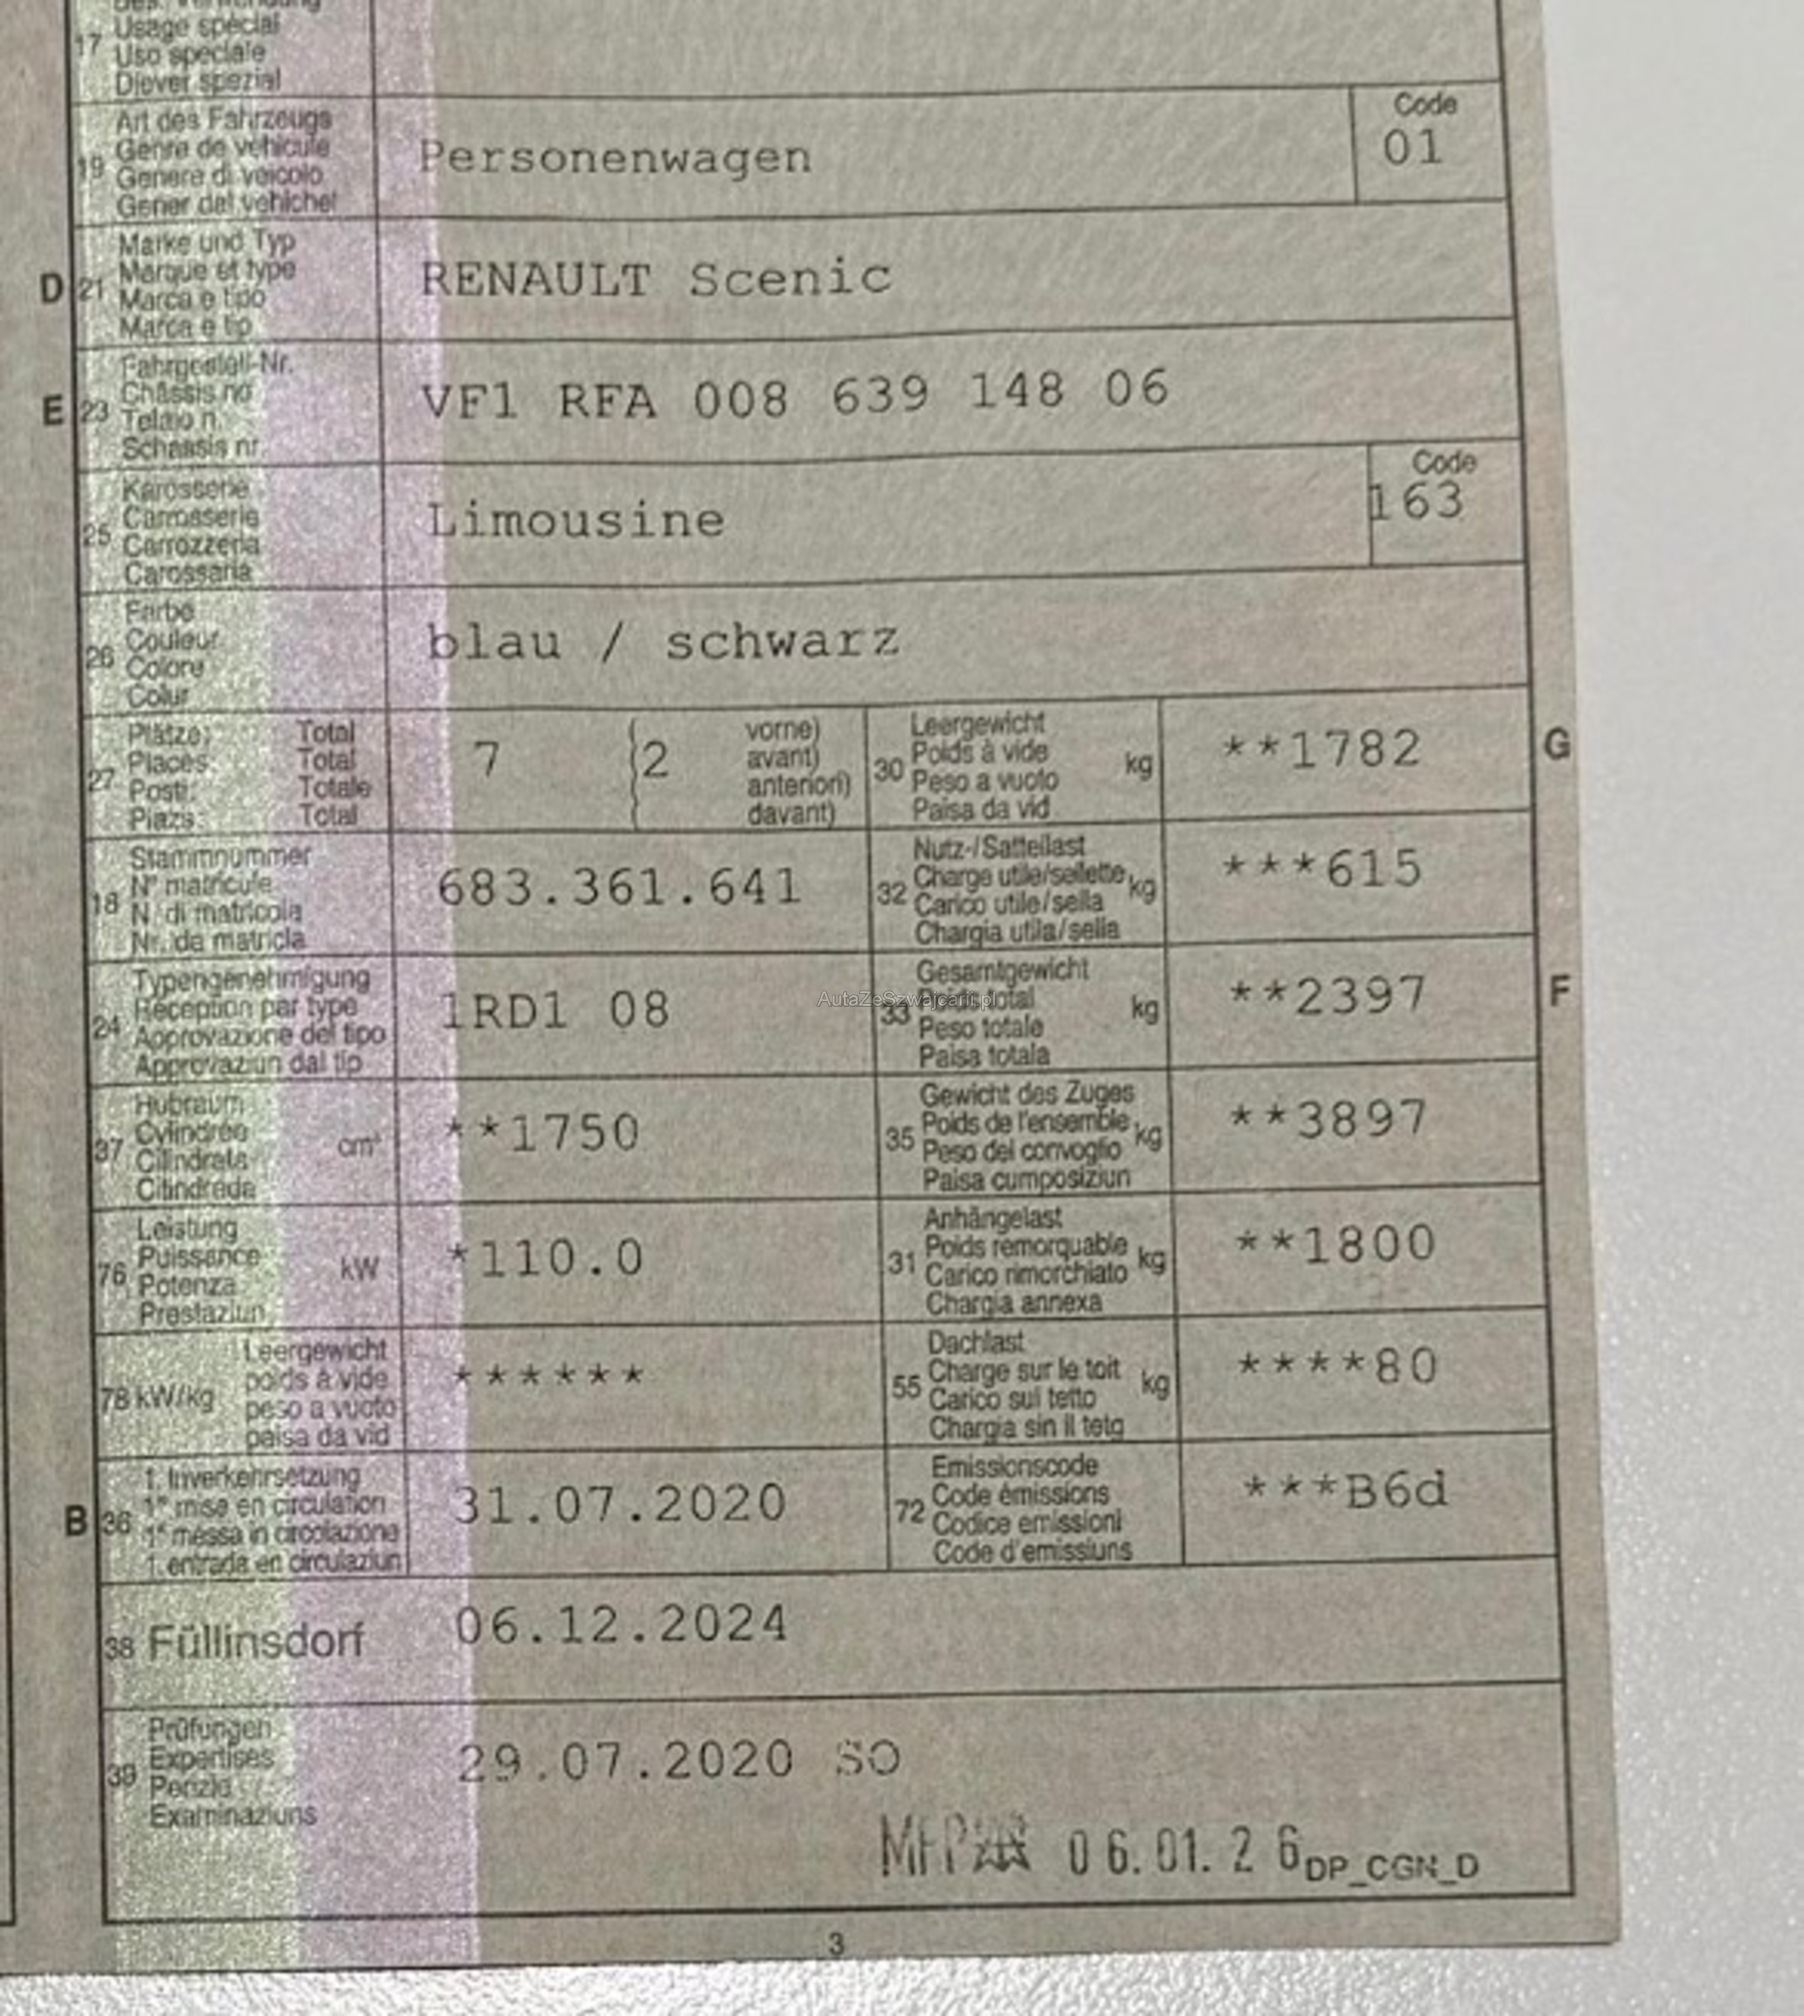 17 Usage spécial
Uso speciale
Diever spezial
19 Art des Fahrzeugs
Genre de véhicule
Genere di veicolo
Gener dal vehichel
Personenwagen
Code
01
D 21 Marke und Typ
Marque et type
Marca e tipo
Marca e tip
RENAULT Scenic
E 23 Fahrgestell-Nr.
Châssis no
Telaio n.
Schassis nr.
VF1 RFA 008 639 148 06
25 Karosserie
Carrosserie
Carrozzeria
Carossaria
Limousine
Code
163
26 Farbe
Couleur
Colore
Colur
blau / schwarz
27 Plätze: Total
Places: Total
Posti: Totale
Plazs: Total
7 2
vorne)
avant)
anteriori)
davant)
30 Leergewicht
Poids à vide
Peso a vuoto
Paisa da vid
kg
**1782 G
18 Stammnummer
N° matricule
N. di matricola
Nr. da matricla
683.361.641
32 Nutz-/Sattellast
Charge utile/sellette
Carico utile/sella
Chargia utila/sella
kg
***615
24 Typengenehmigung
Réception par type
Approvazione del tipo
Approvaziun dal tip
1RD1 08
AutaZeSzwajcarii.pl
33 Gesamtgewicht
Poids total
Peso totale
Paisa totala
kg
**2397 F
37 Hubraum
Cylindrée
Cilindrata
Cilindrada
cm³
**1750
35 Gewicht des Zuges
Poids de l'ensemble
Peso del convoglio
Paisa cumposiziun
kg
**3897
76 Leistung
Puissance
Potenza
Prestaziun
kW
*110.0
31 Anhängelast
Poids remorquable
Carico rimorchiato
Chargia annexa
kg
**1800
78 kW/kg Leergewicht
poids à vide
peso a vuoto
paisa da vid
******
55 Dachlast
Charge sur le toit
Carico sul tetto
Chargia sin il tetg
kg
****80
B 36 1. Inverkehrsetzung
1re mise en circulation
1a messa in circolazione
1. entrada en circulaziun
31.07.2020
72 Emissionscode
Code émissions
Codice emissioni
Code d'emissiuns
***B6d
38 Füllinsdorf 06.12.2024
39 Prüfungen
Expertises
Perizie
Examinaziuns
29.07.2020 SO
MFP 06.01.26 DP_CGN_D
3